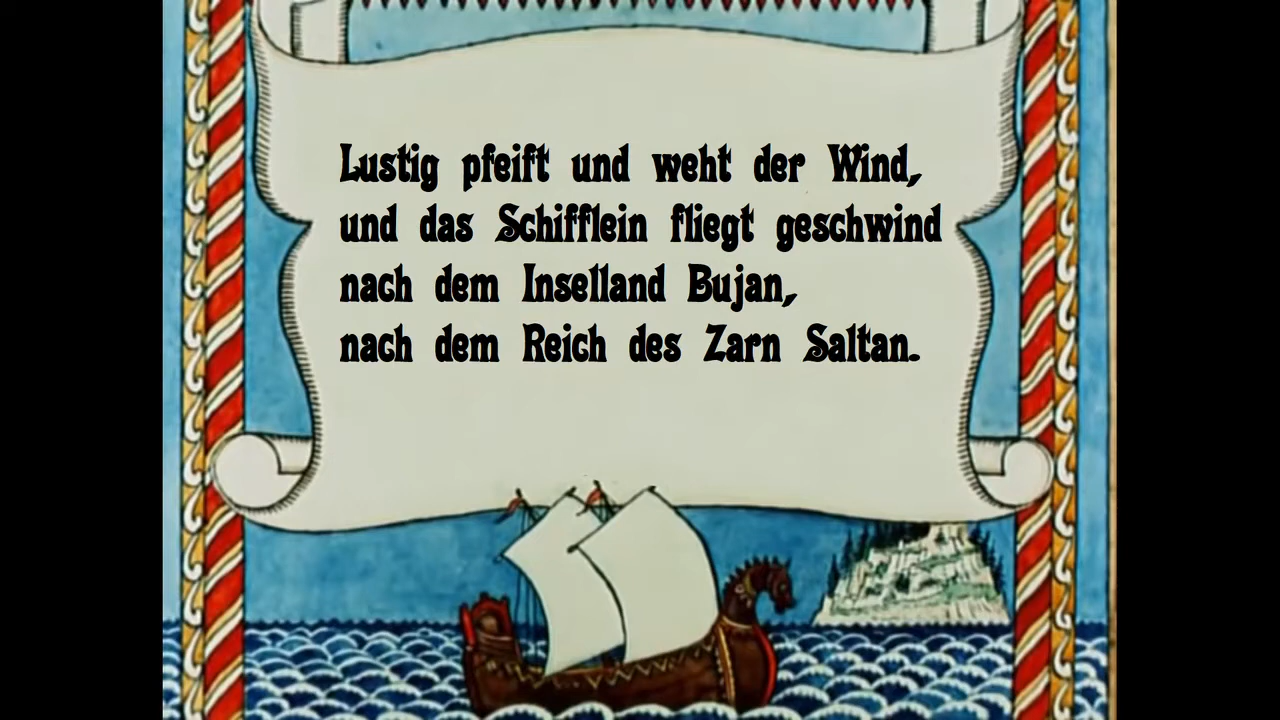 Lustig pfeift und weht der Wind,
und das Schifflein fliegt geschwind
nach dem Inselland Bujan,
nach dem Reich des Zarn Saltan.